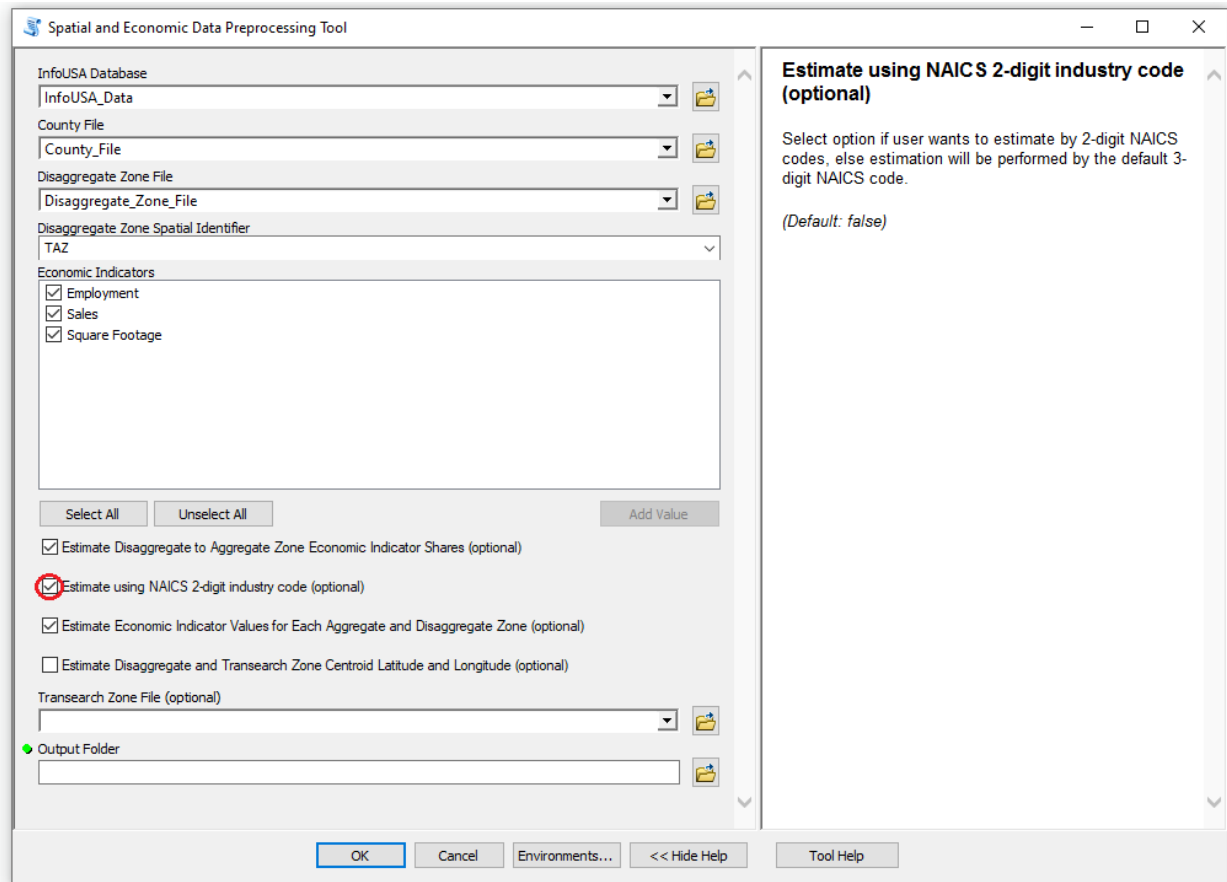 Spatial and Economic Data Preprocessing Tool
InfoUSA Database
InfoUSA_Data
County File
County_File
Disaggregate Zone File
Disaggregate_Zone_File
Disaggregate Zone Spatial Identifier
TAZ
Economic Indicators
Employment
Sales
Square Footage
Select All
Unselect All
Add Value
Estimate Disaggregate to Aggregate Zone Economic Indicator Shares (optional)
Estimate using NAICS 2-digit industry code (optional)
Estimate Economic Indicator Values for Each Aggregate and Disaggregate Zone (optional)
Estimate Disaggregate and Transearch Zone Centroid Latitude and Longitude (optional)
Transearch Zone File (optional)
Output Folder
Estimate using NAICS 2-digit industry code
(optional)
Select option if user wants to estimate by 2-digit NAICS
codes, else estimation will be performed by the default 3-
digit NAICS code.
(Default: false)
OK
Cancel
Environments...
<< Hide Help
Tool Help